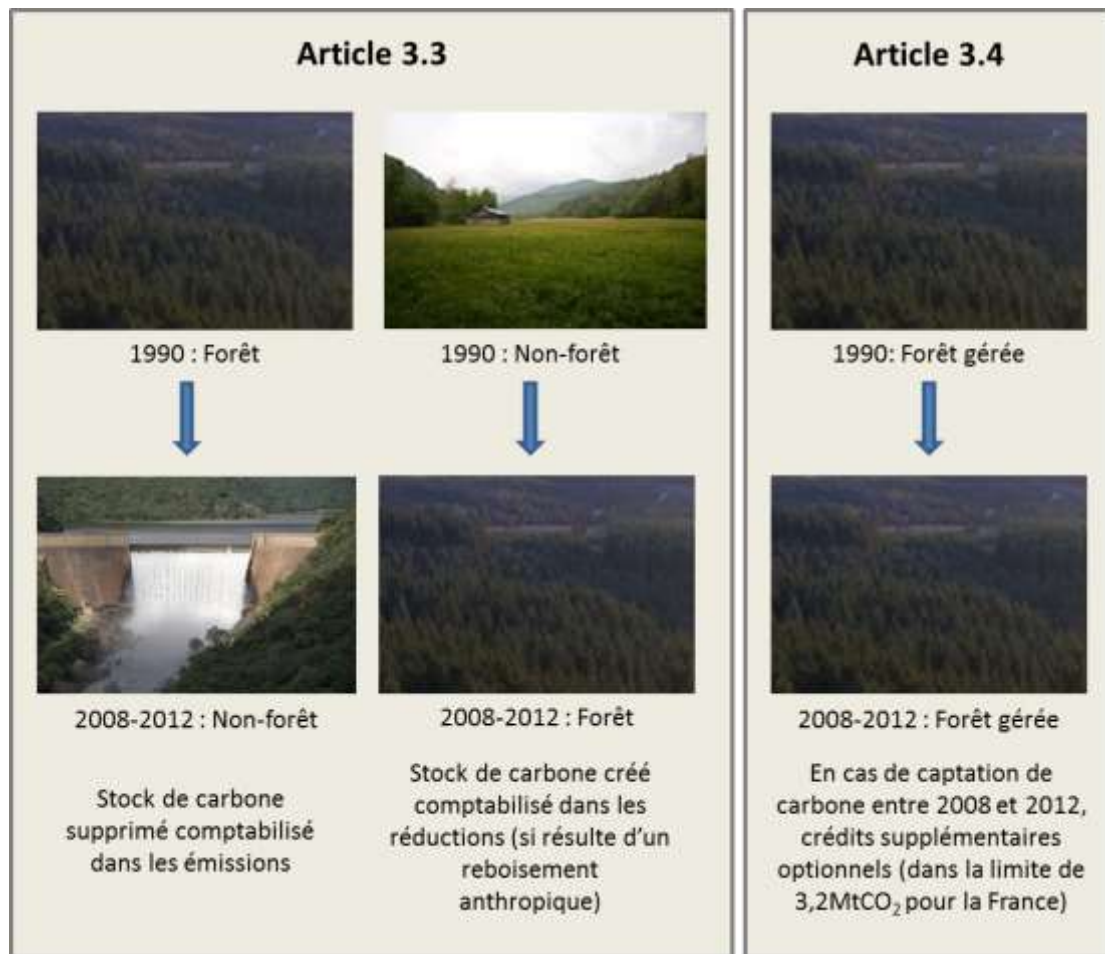 Article 3.3
1990 : Forêt
1990 : Non-forêt
2008-2012 : Non-forêt
2008-2012 : Forêt
Stock de carbone
supprimé comptabilisé
dans les émissions
Stock de carbone créé
comptabilisé dans les
réductions (si résulte d'un
reboisement
anthropique)
Article 3.4
1990: Forêt gérée
2008-2012 : Forêt gérée
En cas de captation de
carbone entre 2008 et 2012,
crédits supplémentaires
optionnels (dans la limite de
3,2MtCO₂ pour la France)